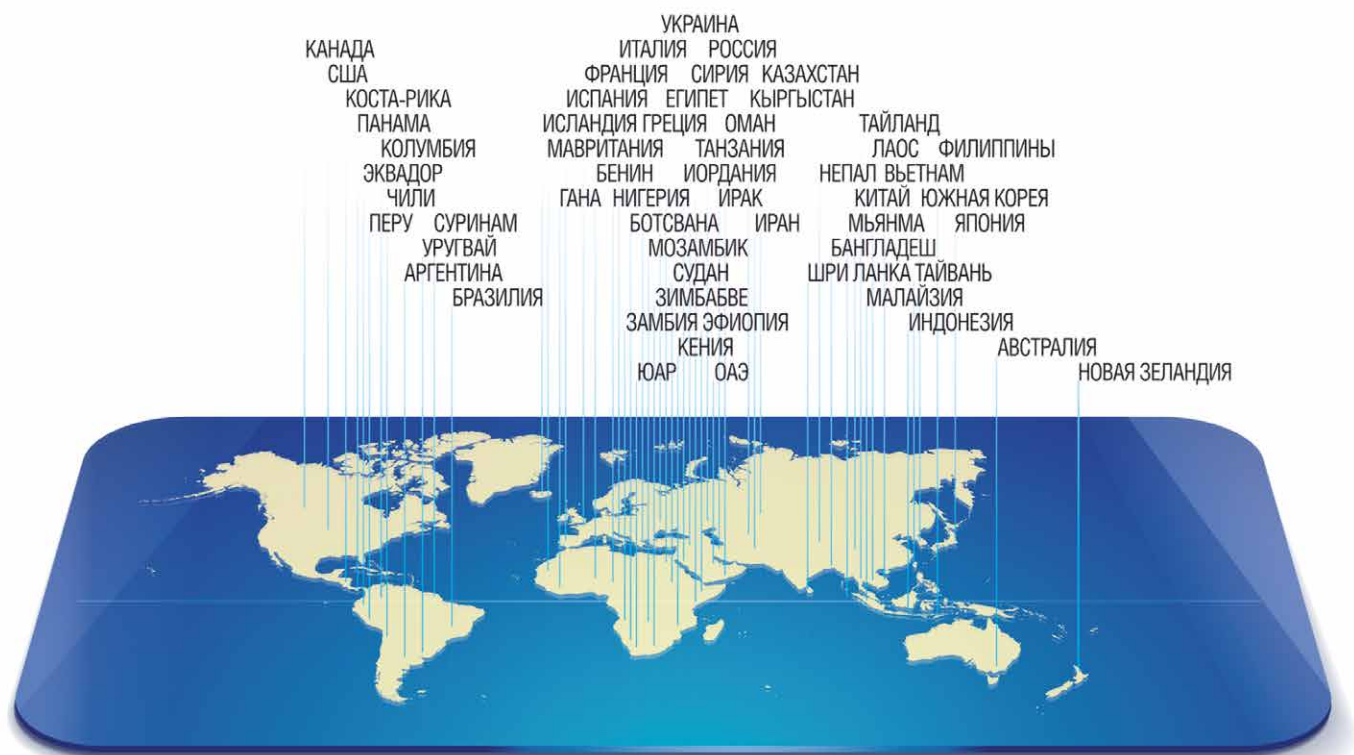 УКРАИНА
КАНАДА ИТАЛИЯ РОССИЯ
США ФРАНЦИЯ СИРИЯ КАЗАХСТАН
КОСТА-РИКА ИСПАНИЯ ЕГИПЕТ КЫРГЫСТАН
ПАНАМА ИСЛАНДИЯ ГРЕЦИЯ ОМАН ТАЙЛАНД
КОЛУМБИЯ МАВРИТАНИЯ ТАНЗАНИЯ ЛАОС ФИЛИППИНЫ
ЭКВАДОР БЕНИН ИОРДАНИЯ НЕПАЛ ВЬЕТНАМ
ЧИЛИ ГАНА НИГЕРИЯ ИРАК КИТАЙ ЮЖНАЯ КОРЕЯ
ПЕРУ СУРИНАМ БОТСВАНА ИРАН МЬЯНМА ЯПОНИЯ
УРУГВАЙ МОЗАМБИК БАНГЛАДЕШ
АРГЕНТИНА СУДАН ШРИ ЛАНКА ТАЙВАНЬ
БРАЗИЛИЯ ЗИМБАБВЕ МАЛАЙЗИЯ
ЗАМБИЯ ЭФИОПИЯ ИНДОНЕЗИЯ
КЕНИЯ АВСТРАЛИЯ
ЮАР ОАЭ НОВАЯ ЗЕЛАНДИЯ